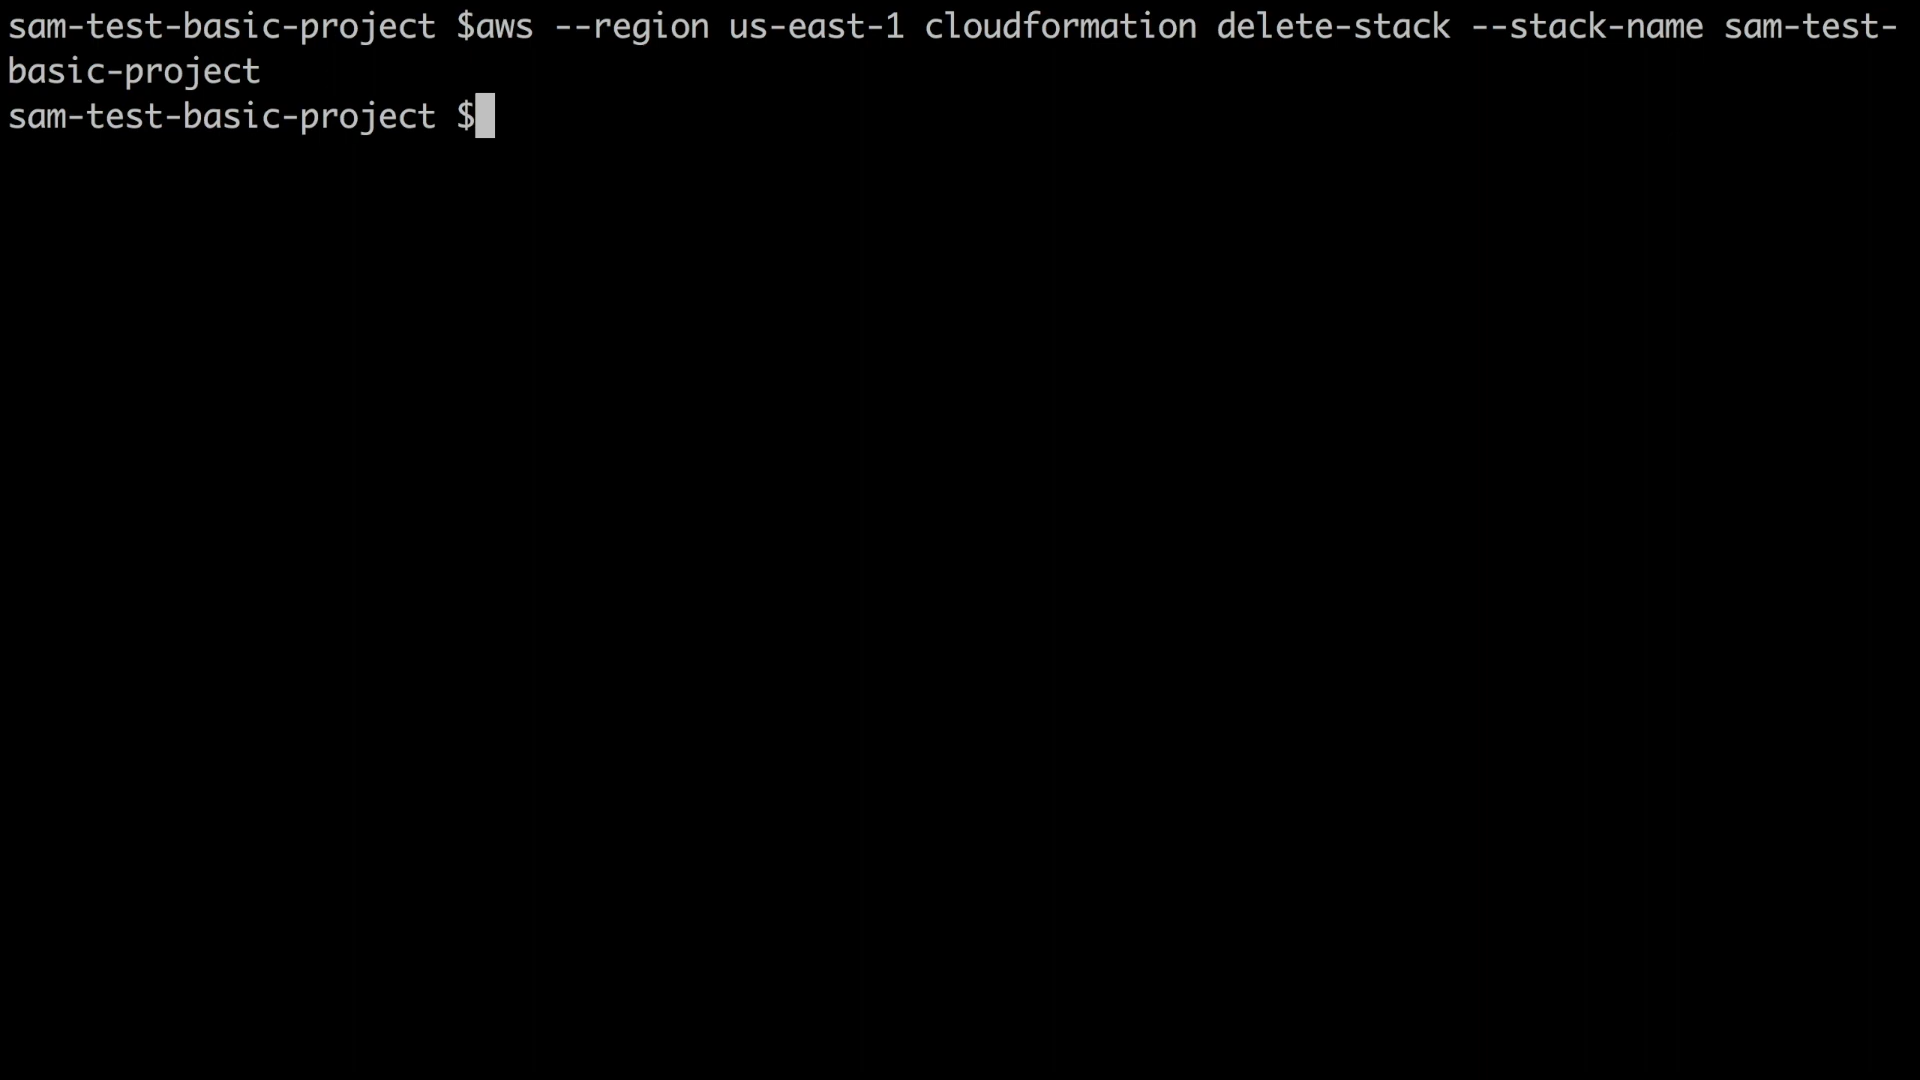 sam-test-basic-project $aws --region us-east-1 cloudformation delete-stack --stack-name sam-test-
basic-project
sam-test-basic-project $